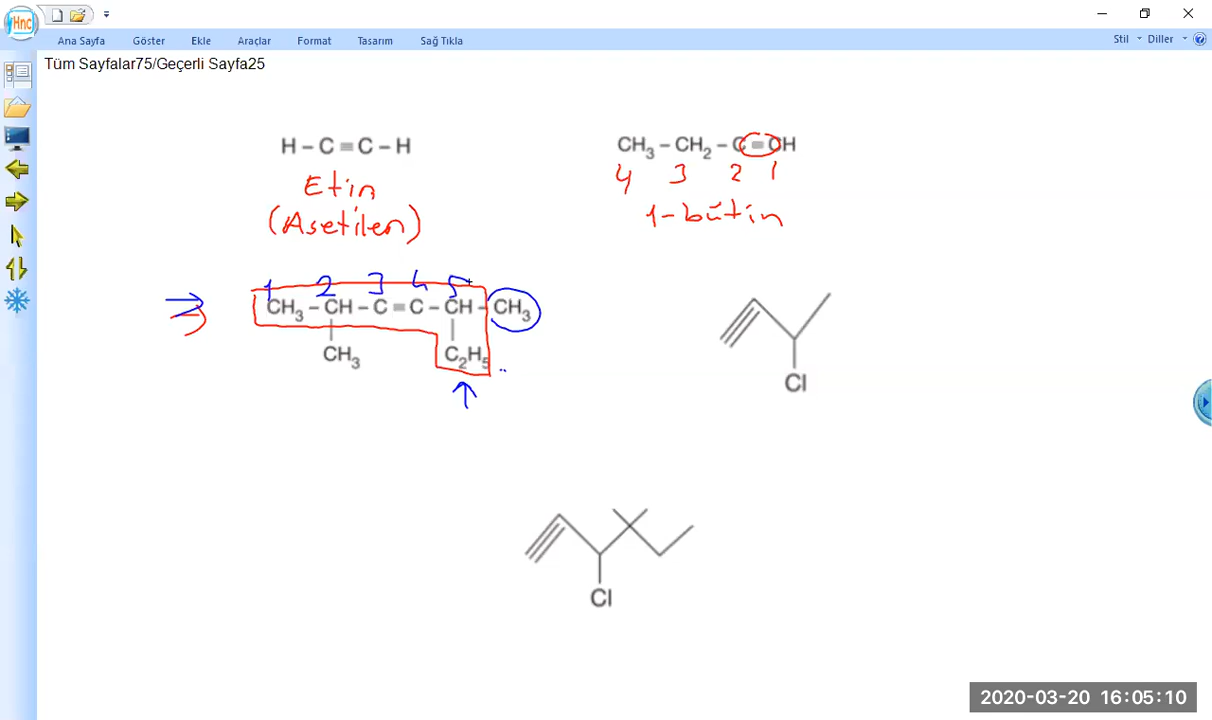 Hnc
Ana Sayfa Göster Ekle Araçlar Format Tasarım Sağ Tıkla Stil Diller
Tüm Sayfalar75/Geçerli Sayfa25
H – C ≡ C – H
Etin
(Asetilen)
CH₃ – CH₂ – C ≡ CH
4 3 2 1
1-bütin
1 2 3 4 5
CH₃ – CH – C ≡ C – CH – CH₃
CH₃ C₂H₅
Cl
Cl
2020-03-20 16:05:10